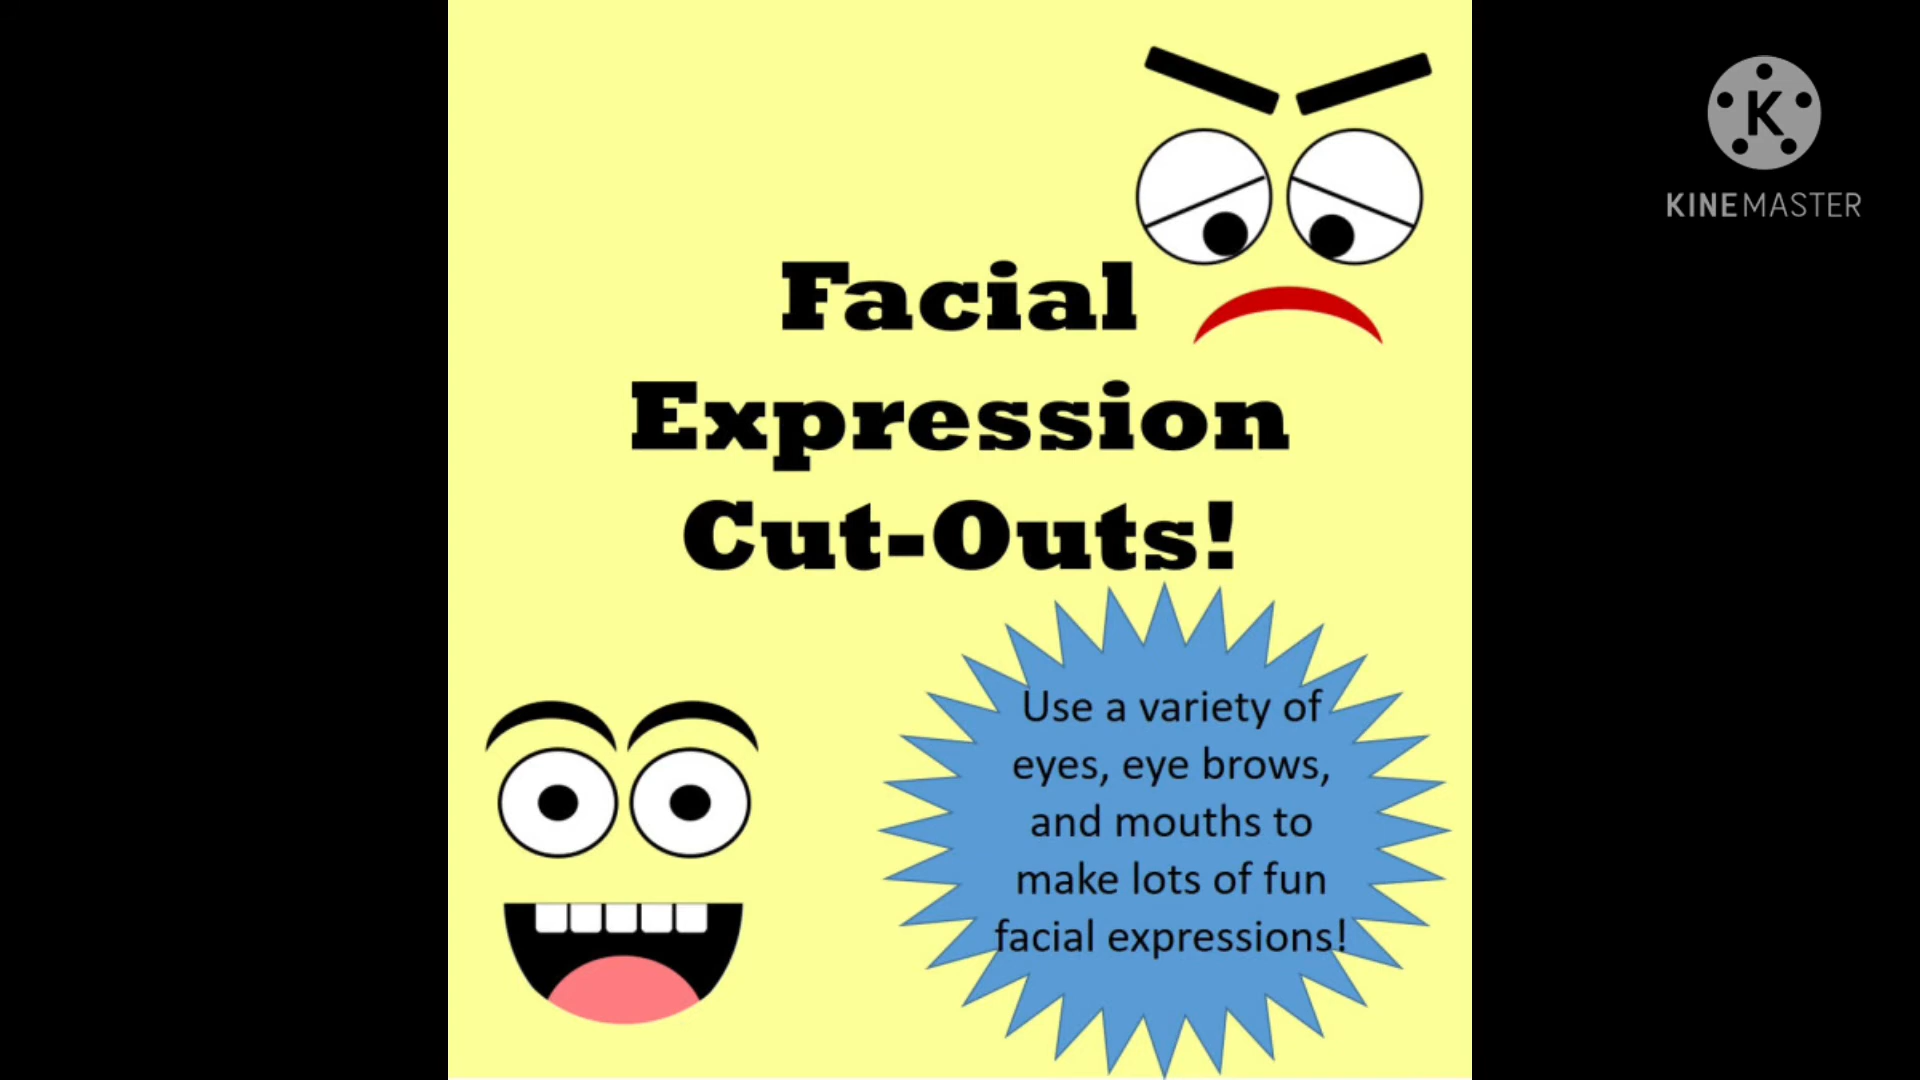 Facial
Expression
Cut-Outs!
Use a variety of
eyes, eye brows,
and mouths to
make lots of fun
facial expressions!
K
KINEMASTER